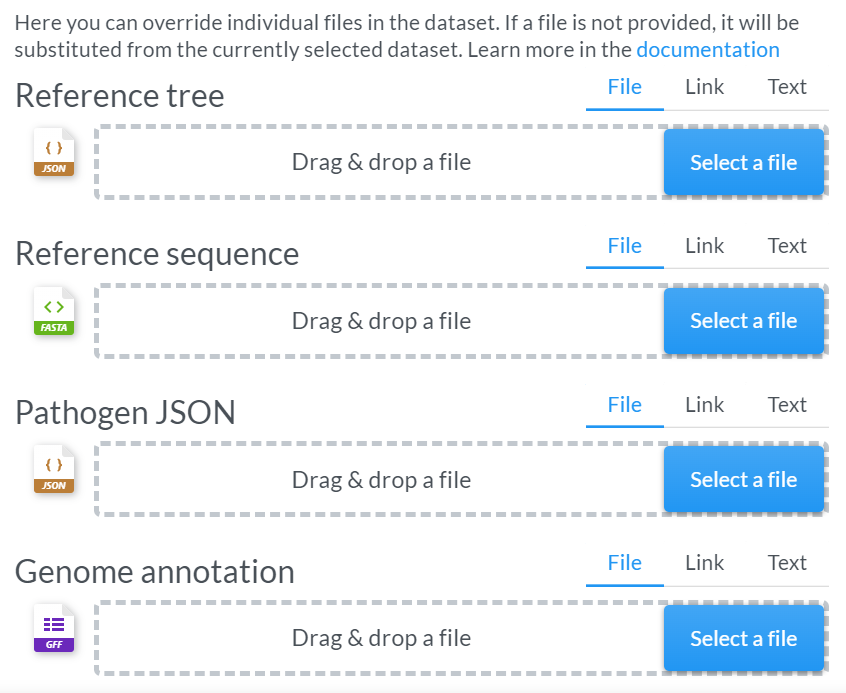 Here you can override individual files in the dataset. If a file is not provided, it will be
substituted from the currently selected dataset. Learn more in the documentation
Reference tree
File Link Text
JSON
Drag & drop a file
Select a file
Reference sequence
File Link Text
FASTA
Drag & drop a file
Select a file
Pathogen JSON
File Link Text
JSON
Drag & drop a file
Select a file
Genome annotation
File Link Text
GFF
Drag & drop a file
Select a file